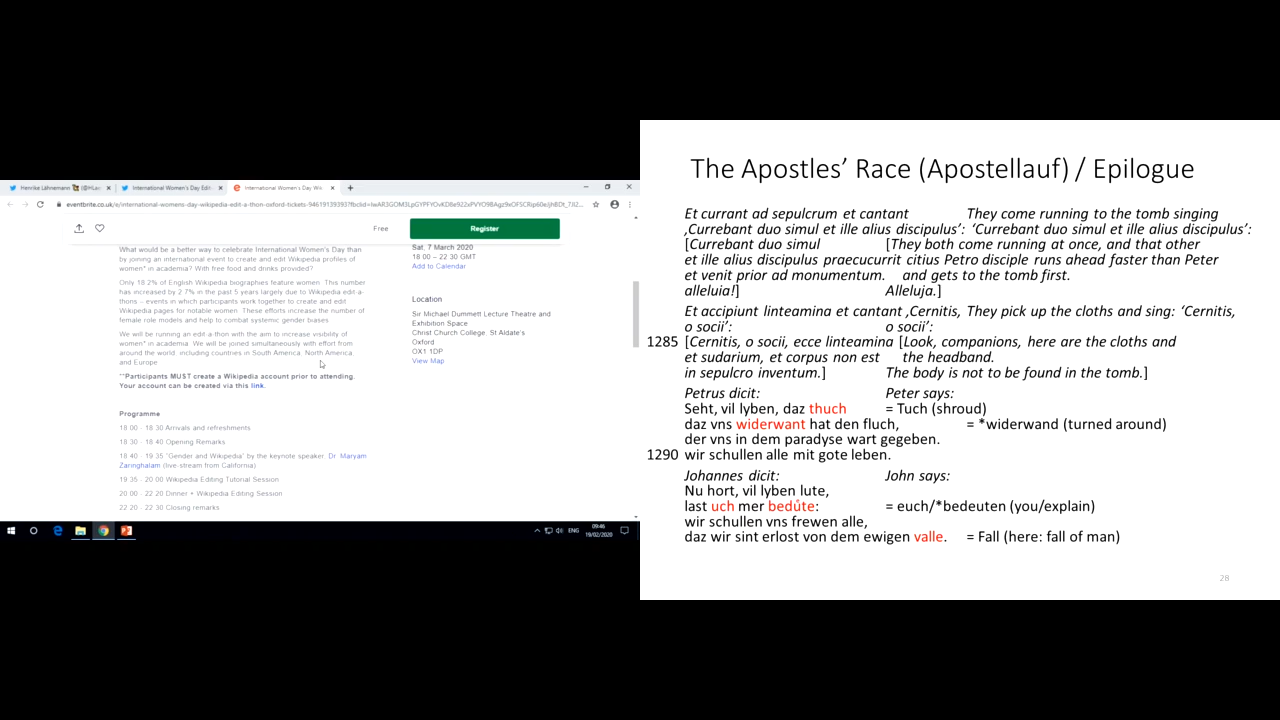 Henrike Lähnemann
International Women's Day Edi
International Women's Day Wi
Free
Register
What would be a better way to celebrate International Women's Day than
by joining an international event to create and edit Wikipedia profiles of
women* in academia? With free food and drinks provided?
Only 18.2% of English Wikipedia biographies feature women. This number
has increased by 2.7% in the past 5 years largely due to Wikipedia edit-a-
thons – events in which participants work together to create and edit
Wikipedia pages for notable women. These efforts increase the number of
female role models and help to combat systemic gender biases
We will be running an edit-a-thon with the aim to increase visibility of
women* in academia. We will be joined simultaneously with effort from
around the world, including countries in South America, North America,
and Europe.
**Participants MUST create a Wikipedia account prior to attending.
Your account can be created via this link.
Programme
18 00 - 18 30 Arrivals and refreshments
18 30 - 18 40 Opening Remarks
18 40 - 19 35 "Gender and Wikipedia" by the keynote speaker, Dr. Maryam
Zaringhalam (live-stream from California)
19 35 - 20 00 Wikipedia Editing Tutorial Session
20 00 - 22 20 Dinner + Wikipedia Editing Session
22 20 - Closing remarks
Sat, 7 March 2020
18 00 – 22 30 GMT
Add to Calendar
Location
Sir Michael Dummett Lecture Theatre and
Exhibition Space
Christ Church College, St Aldate's
Oxford
OX1 1DP
View Map
ENG
09:46
19/02/2020
The Apostles' Race (Apostellauf) / Epilogue
Et currant ad sepulcrum et cantant They come running to the tomb singing
‚Currebant duo simul et ille alius discipulus': 'Currebant duo simul et ille alius discipulus':
[Currebant duo simul [They both come running at once, and that other
et ille alius discipulus praecucurrit citius Petro disciple runs ahead faster than Peter
et venit prior ad monumentum. and gets to the tomb first.
alleluia!] Alleluja.]
Et accipiunt linteamina et cantant ‚Cernitis, They pick up the cloths and sing: 'Cernitis,
o socii': o socii':
1285 [Cernitis, o socii, ecce linteamina [Look, companions, here are the cloths and
et sudarium, et corpus non est the headband.
in sepulcro inventum.] The body is not to be found in the tomb.]
Petrus dicit: Peter says:
Seht, vil lyben, daz thuch = Tuch (shroud)
daz vns widerwant hat den fluch, = *widerwand (turned around)
der vns in dem paradyse wart gegeben.
1290 wir schullen alle mit gote leben.
Johannes dicit: John says:
Nu hort, vil lyben lute,
last uch mer bedůte: = euch/*bedeuten (you/explain)
wir schullen vns frewen alle,
daz wir sint erlost von dem ewigen valle. = Fall (here: fall of man)
28